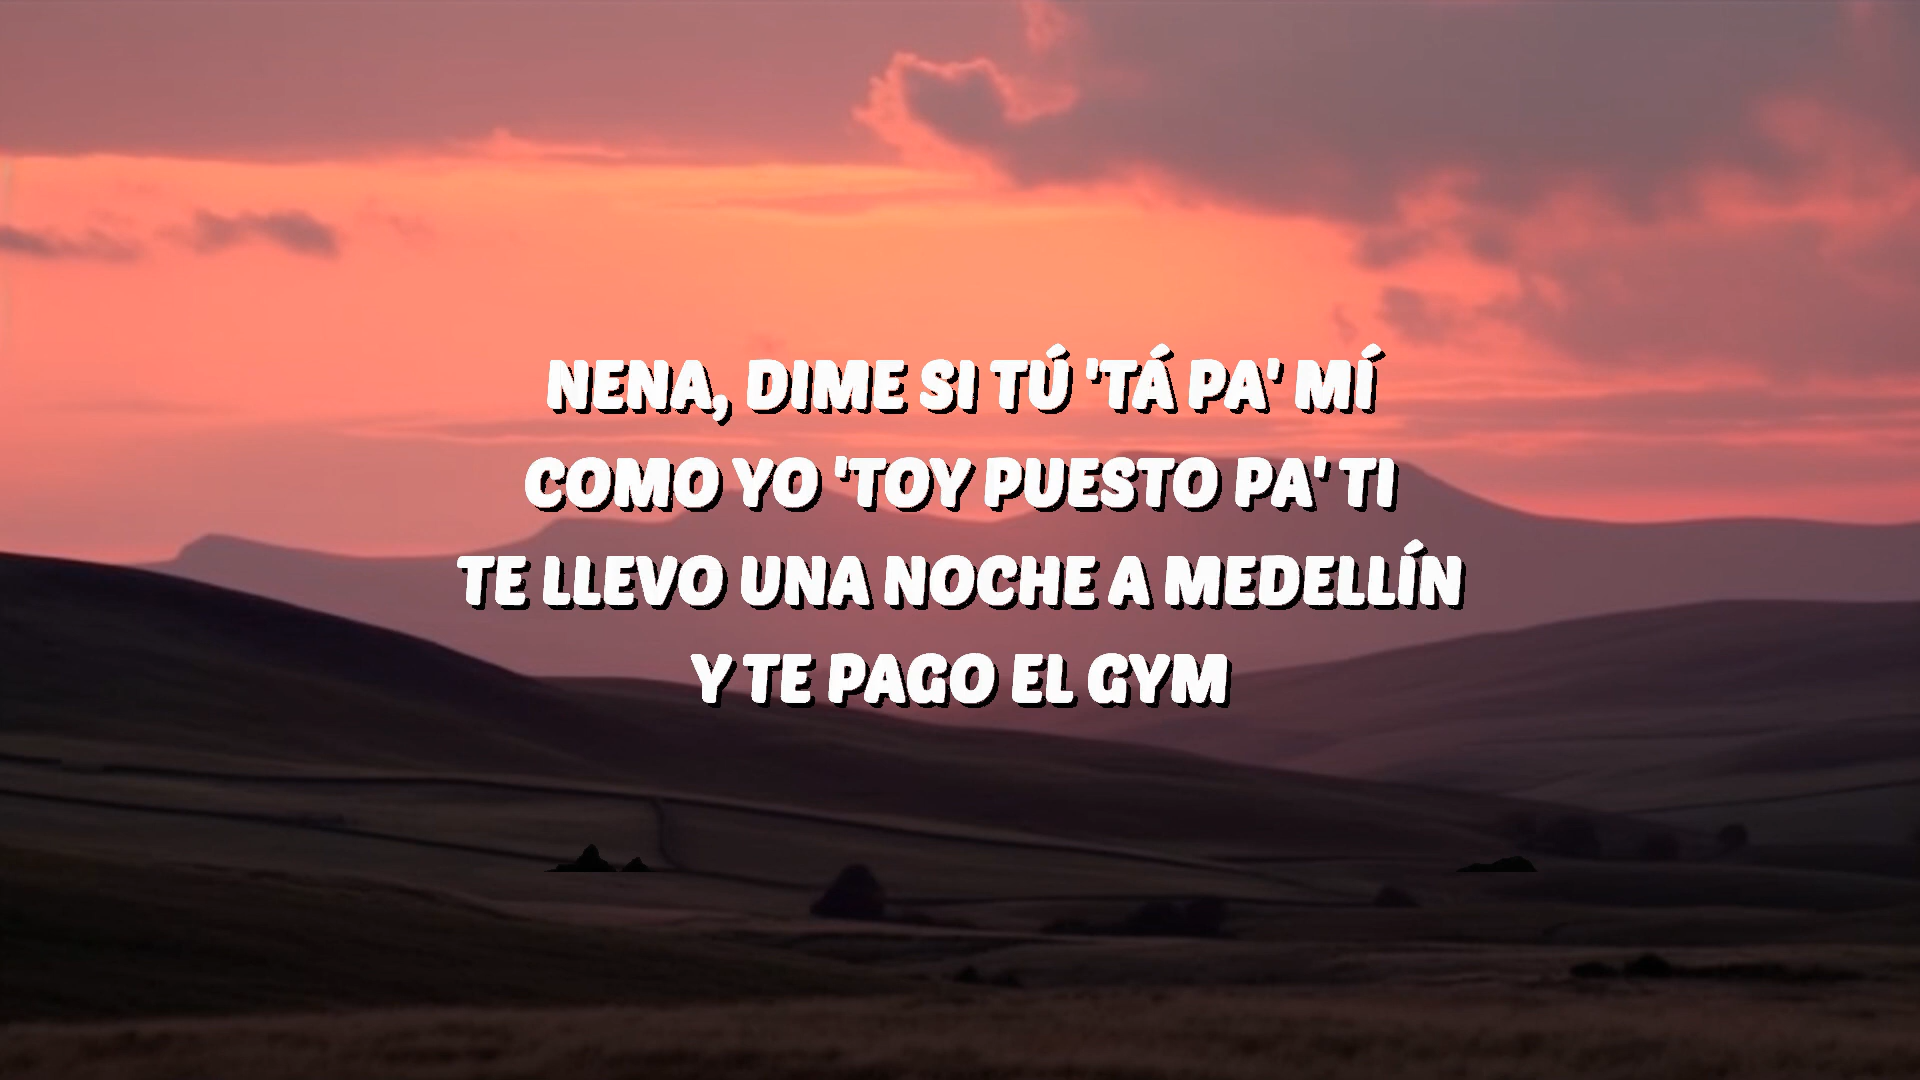 NENA, DIME SI TÚ 'TÁ PA' MÍ
COMO YO 'TOY PUESTO PA' TI
TE LLEVO UNA NOCHE A MEDELLÍN
Y TE PAGO EL GYM